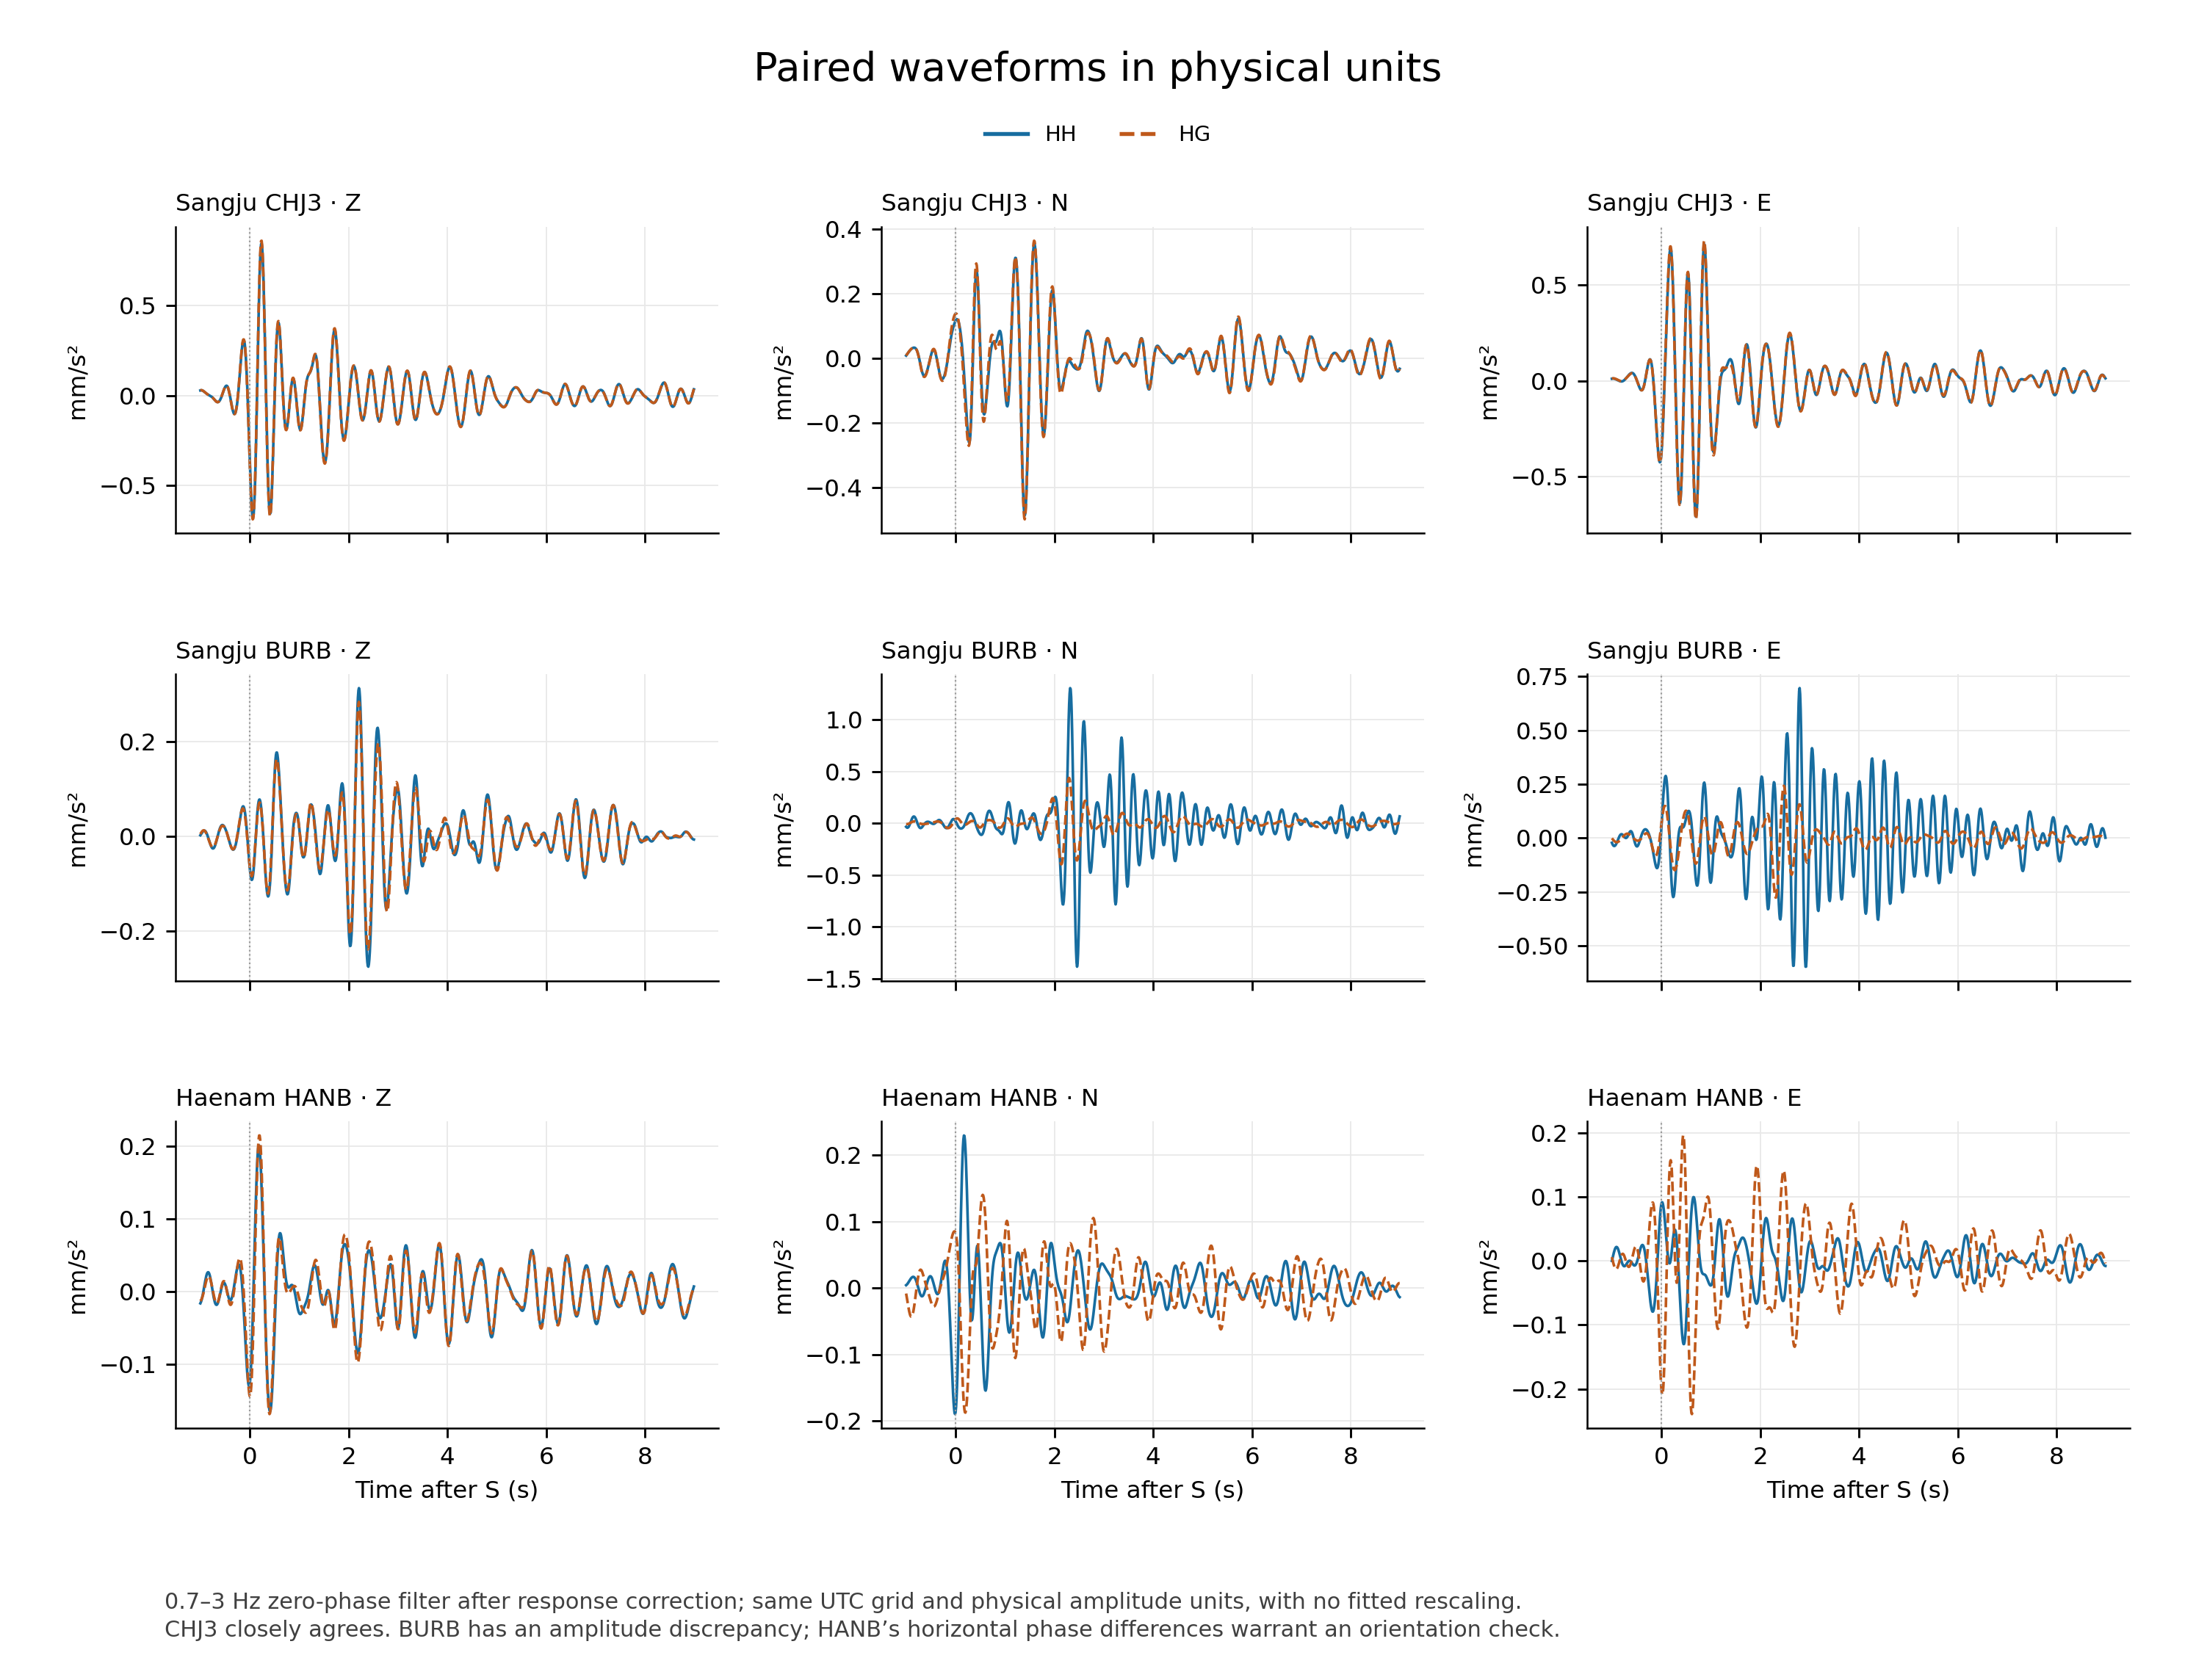 Paired waveforms in physical units
HH HG
Sangju CHJ3 · Z
0.5
0.0
−0.5
mm/s²
Sangju CHJ3 · N
0.4
0.2
0.0
−0.2
−0.4
mm/s²
Sangju CHJ3 · E
0.5
0.0
−0.5
mm/s²
Sangju BURB · Z
0.2
0.0
−0.2
mm/s²
Sangju BURB · N
1.0
0.5
0.0
−0.5
−1.0
−1.5
mm/s²
Sangju BURB · E
0.75
0.50
0.25
0.00
−0.25
−0.50
mm/s²
Haenam HANB · Z
0.2
0.1
0.0
−0.1
mm/s²
0 2 4 6 8
Time after S (s)
Haenam HANB · N
0.2
0.1
0.0
−0.1
−0.2
mm/s²
0 2 4 6 8
Time after S (s)
Haenam HANB · E
0.2
0.1
0.0
−0.1
−0.2
mm/s²
0 2 4 6 8
Time after S (s)
0.7–3 Hz zero-phase filter after response correction; same UTC grid and physical amplitude units, with no fitted rescaling.
CHJ3 closely agrees. BURB has an amplitude discrepancy; HANB’s horizontal phase differences warrant an orientation check.